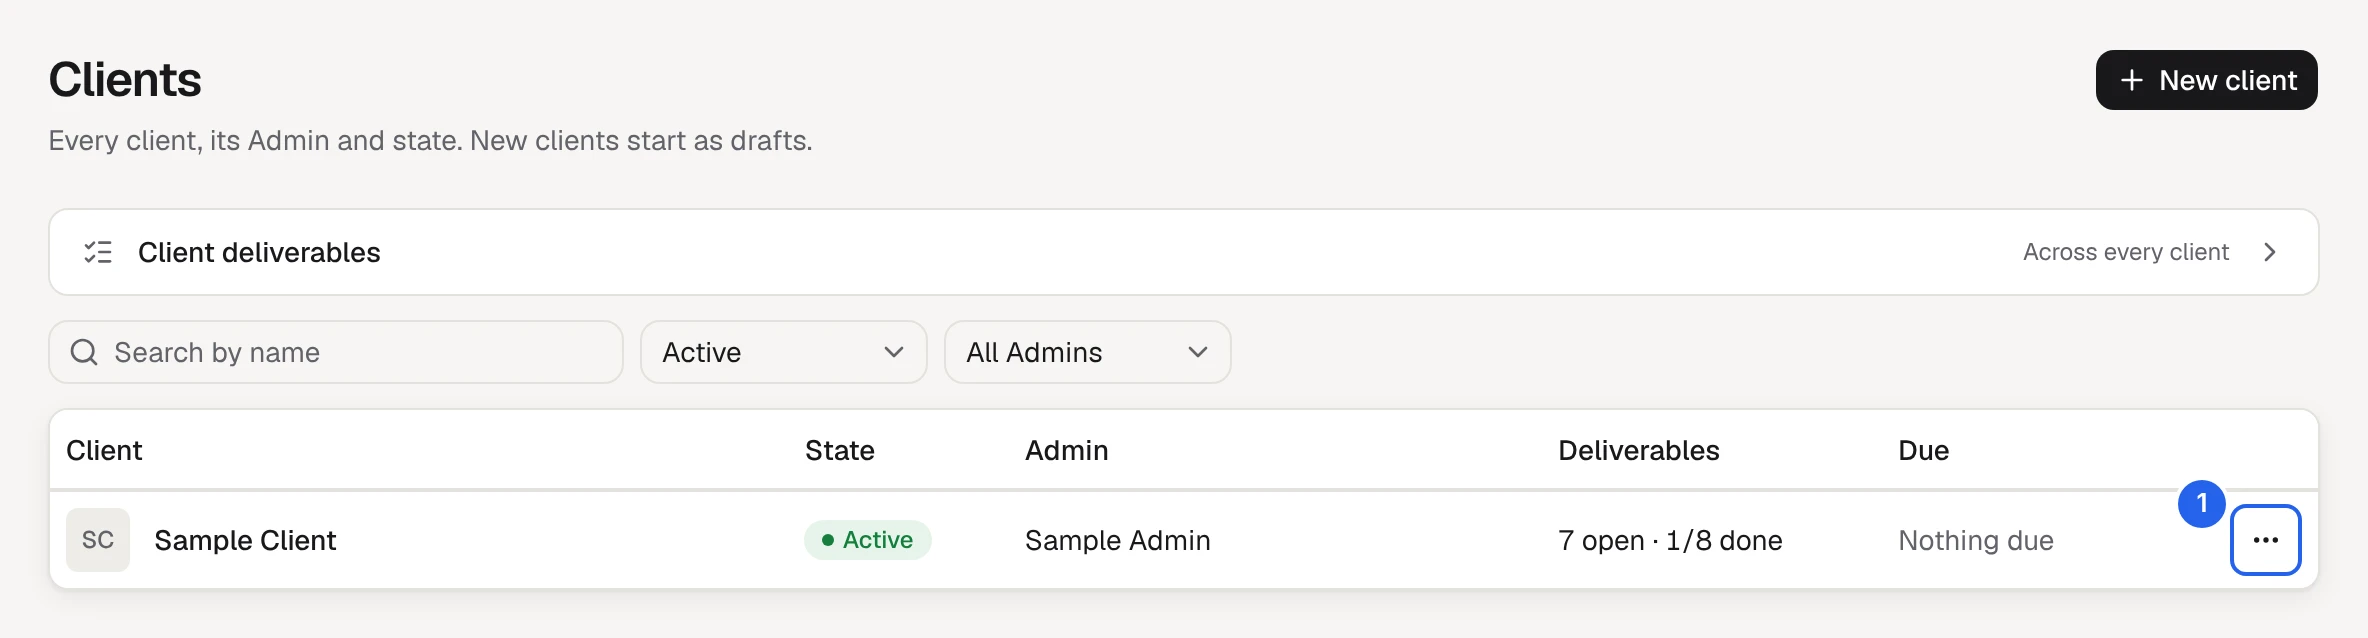 Clients
+ New client
Every client, its Admin and state. New clients start as drafts.
Client deliverables
Across every client
Search by name
Active
All Admins
Client State Admin Deliverables Due
1
SC Sample Client Active Sample Admin 7 open · 1/8 done Nothing due ...